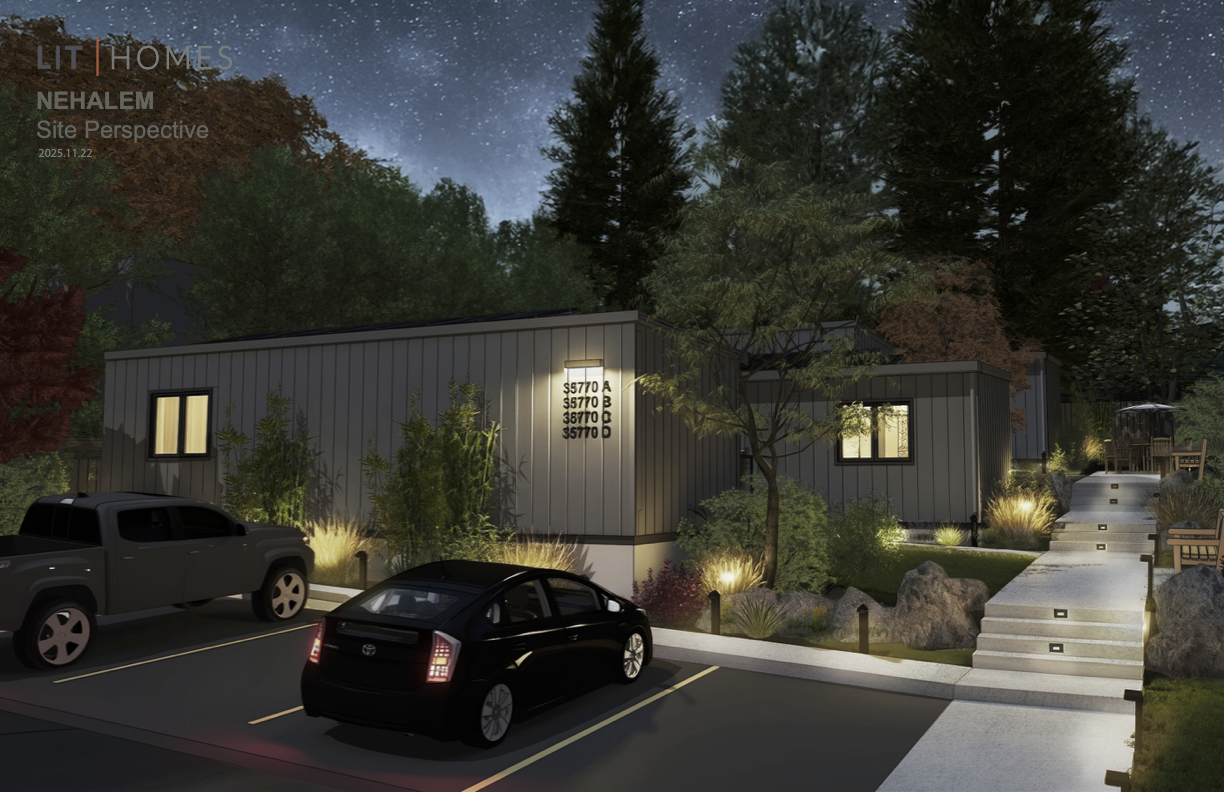 LIT | HOMES
NEHALEM
Site Perspective
2025.11.22
35770 A
35770 B
35770 C
35770 D